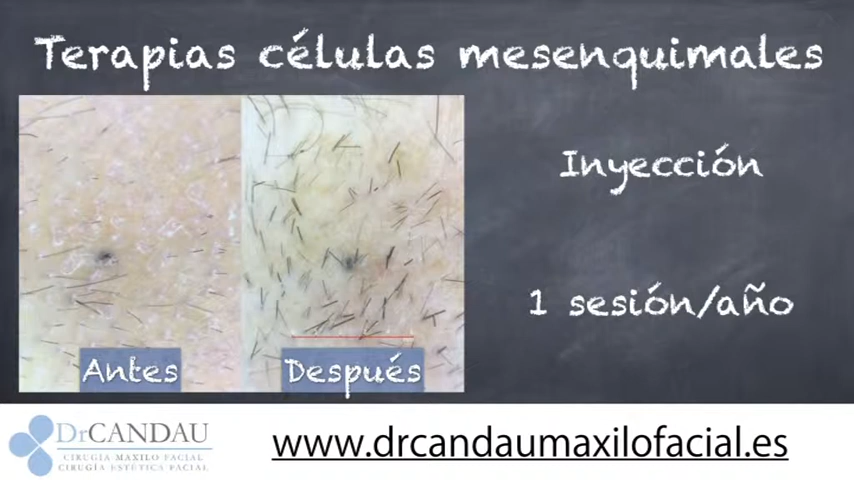 Terapias células mesenquimales
Inyección
1 sesión/año
Antes
Después
DrCANDAU
CIRUGÍA MAXILO FACIAL
CIRUGÍA ESTÉTICA FACIAL
www.drcandaumaxilofacial.es